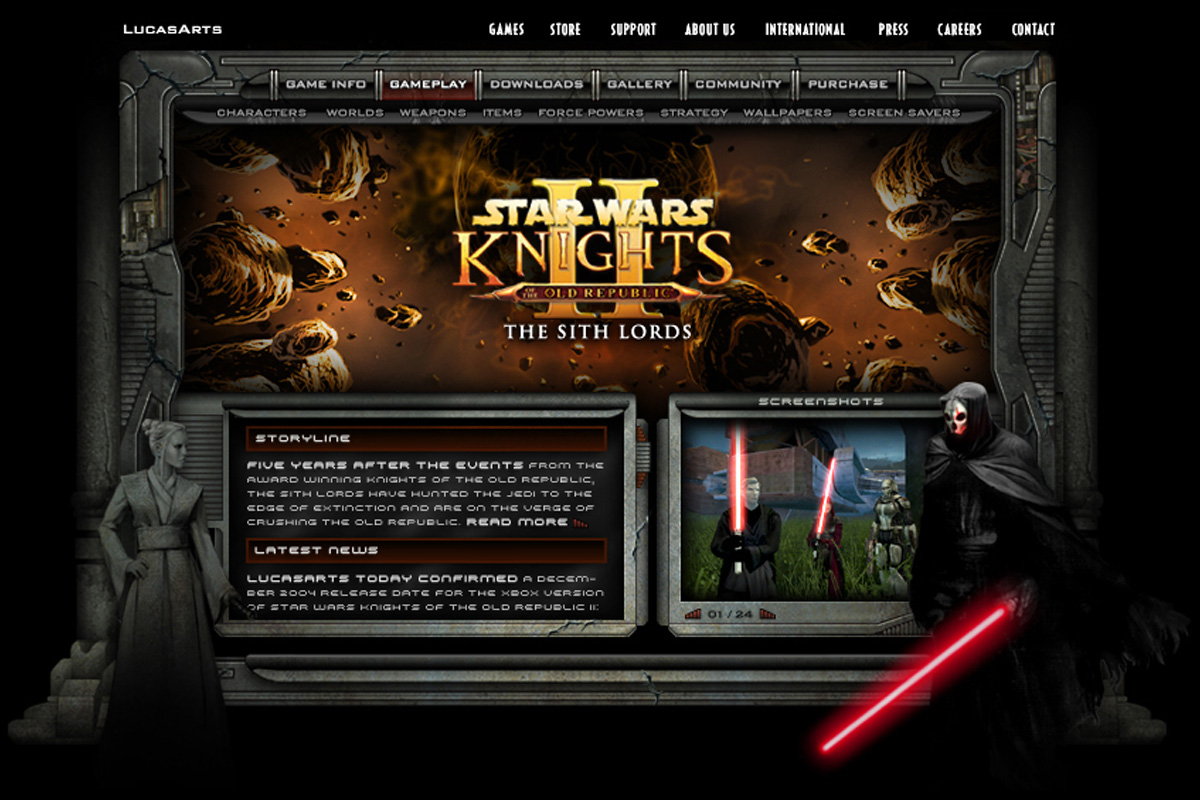 LUCASARTS
GAMES STORE SUPPORT ABOUT US INTERNATIONAL PRESS CAREERS CONTACT
GAME INFO GAMEPLAY DOWNLOADS GALLERY COMMUNITY PURCHASE
CHARACTERS WORLDS WEAPONS ITEMS FORCE POWERS STRATEGY WALLPAPERS SCREEN SAVERS
II
STAR WARS
KNIGHTS
OF THE OLD REPUBLIC
THE SITH LORDS
STORYLINE
FIVE YEARS AFTER THE EVENTS FROM THE
AWARD WINNING KNIGHTS OF THE OLD REPUBLIC,
THE SITH LORDS HAVE HUNTED THE JEDI TO THE
EDGE OF EXTINCTION AND ARE ON THE VERGE OF
CRUSHING THE OLD REPUBLIC. READ MORE
LATEST NEWS
LUCASARTS TODAY CONFIRMED A DECEM-
BER 2004 RELEASE DATE FOR THE XBOX VERSION
OF STAR WARS KNIGHTS OF THE OLD REPUBLIC II:
SCREENSHOTS
01 / 24